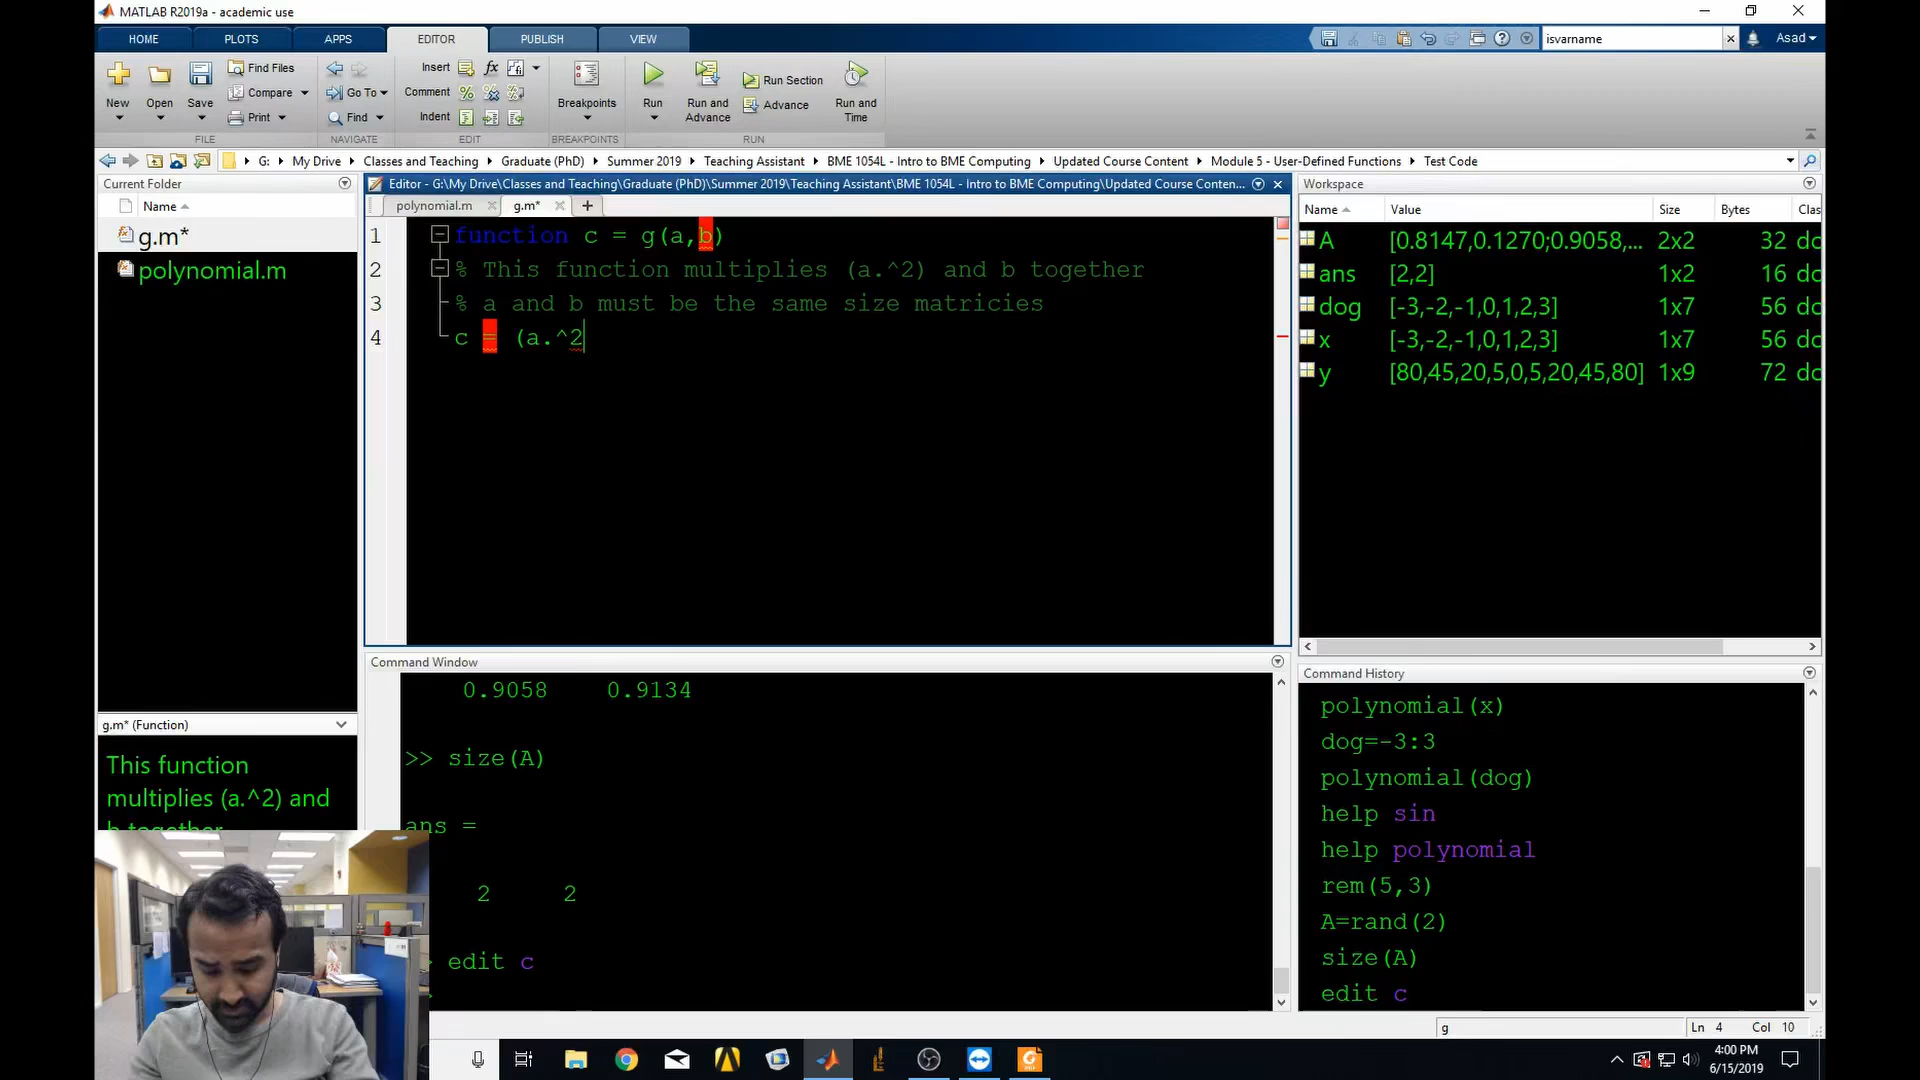 MATLAB R2019a - academic use
HOME PLOTS APPS EDITOR PUBLISH VIEW
isvarname
Asad
New Open Save
Find Files
Compare
Print
Go To
Find
Insert fx
Comment
Indent
Breakpoints
Run
Run and Advance
Run Section
Advance
Run and Time
FILE NAVIGATE EDIT BREAKPOINTS RUN
G: My Drive Classes and Teaching Graduate (PhD) Summer 2019 Teaching Assistant BME 1054L - Intro to BME Computing Updated Course Content Module 5 - User-Defined Functions Test Code
Current Folder
Name
g.m*
polynomial.m
g.m* (Function)
This function
multiplies (a.^2) and
b together
Editor - G:\My Drive\Classes and Teaching\Graduate (PhD)\Summer 2019\Teaching Assistant\BME 1054L - Intro to BME Computing\Updated Course Conten...
polynomial.m g.m* +
1 function c = g(a,b)
2 % This function multiplies (a.^2) and b together
3 % a and b must be the same size matricies
4 c = (a.^2
Command Window
0.9058 0.9134
>> size(A)
ans =
2 2
edit c
Workspace
Name Value Size Bytes Clas
A [0.8147,0.1270;0.9058,... 2x2 32 dc
ans [2,2] 1x2 16 dc
dog [-3,-2,-1,0,1,2,3] 1x7 56 dc
x [-3,-2,-1,0,1,2,3] 1x7 56 dc
y [80,45,20,5,0,5,20,45,80] 1x9 72 dc
Command History
polynomial(x)
dog=-3:3
polynomial(dog)
help sin
help polynomial
rem(5,3)
A=rand(2)
size(A)
edit c
g
Ln 4 Col 10
4:00 PM
6/15/2019